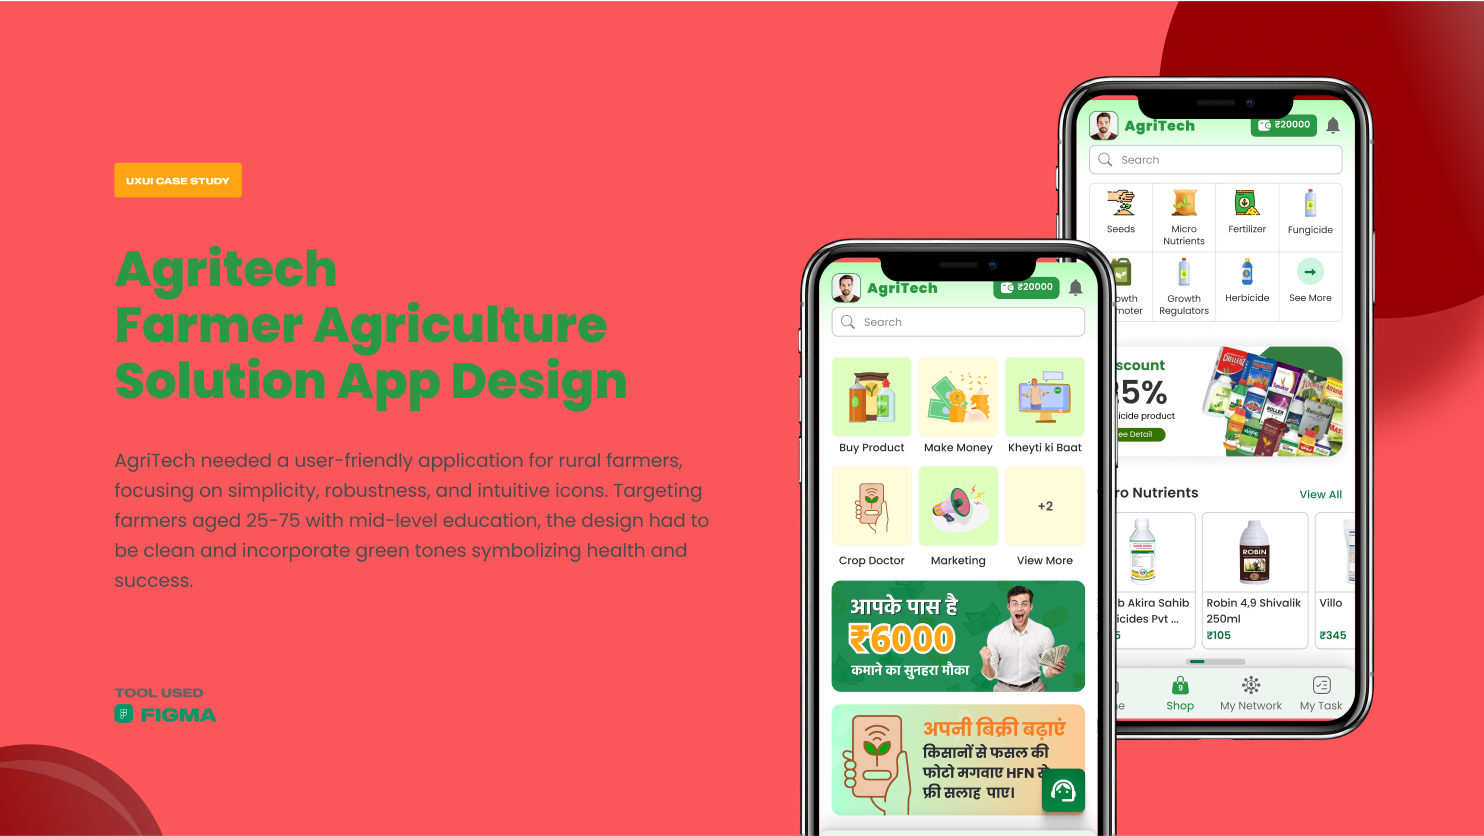 UXUI CASE STUDY
Agritech
Farmer Agriculture
Solution App Design
AgriTech needed a user-friendly application for rural farmers,
focusing on simplicity, robustness, and intuitive icons. Targeting
farmers aged 25-75 with mid-level education, the design had to
be clean and incorporate green tones symbolizing health and
success.
TOOL USED
FIGMA
AgriTech
₹20000
Search
Buy Product
Make Money
Kheyti ki Baat
+2
Crop Doctor
Marketing
View More
आपके पास है
₹6000
कमाने का सुनहरा मौका
अपनी बिक्री बढ़ाएं
किसानों से फसल की
फोटो मगवाए HFN से
फ्री सलाह पाए।
AgriTech
₹20000
Search
Seeds
Micro
Nutrients
Fertilizer
Fungicide
Growth
Regulators
Herbicide
See More
scount
5%
icide product
ee Detail
ro Nutrients
View All
ROBIN
b Akira Sahib
icides Pvt ...
5
Robin 4,9 Shivalik
250ml
₹105
Villo
₹345
9
Shop
My Network
My Task